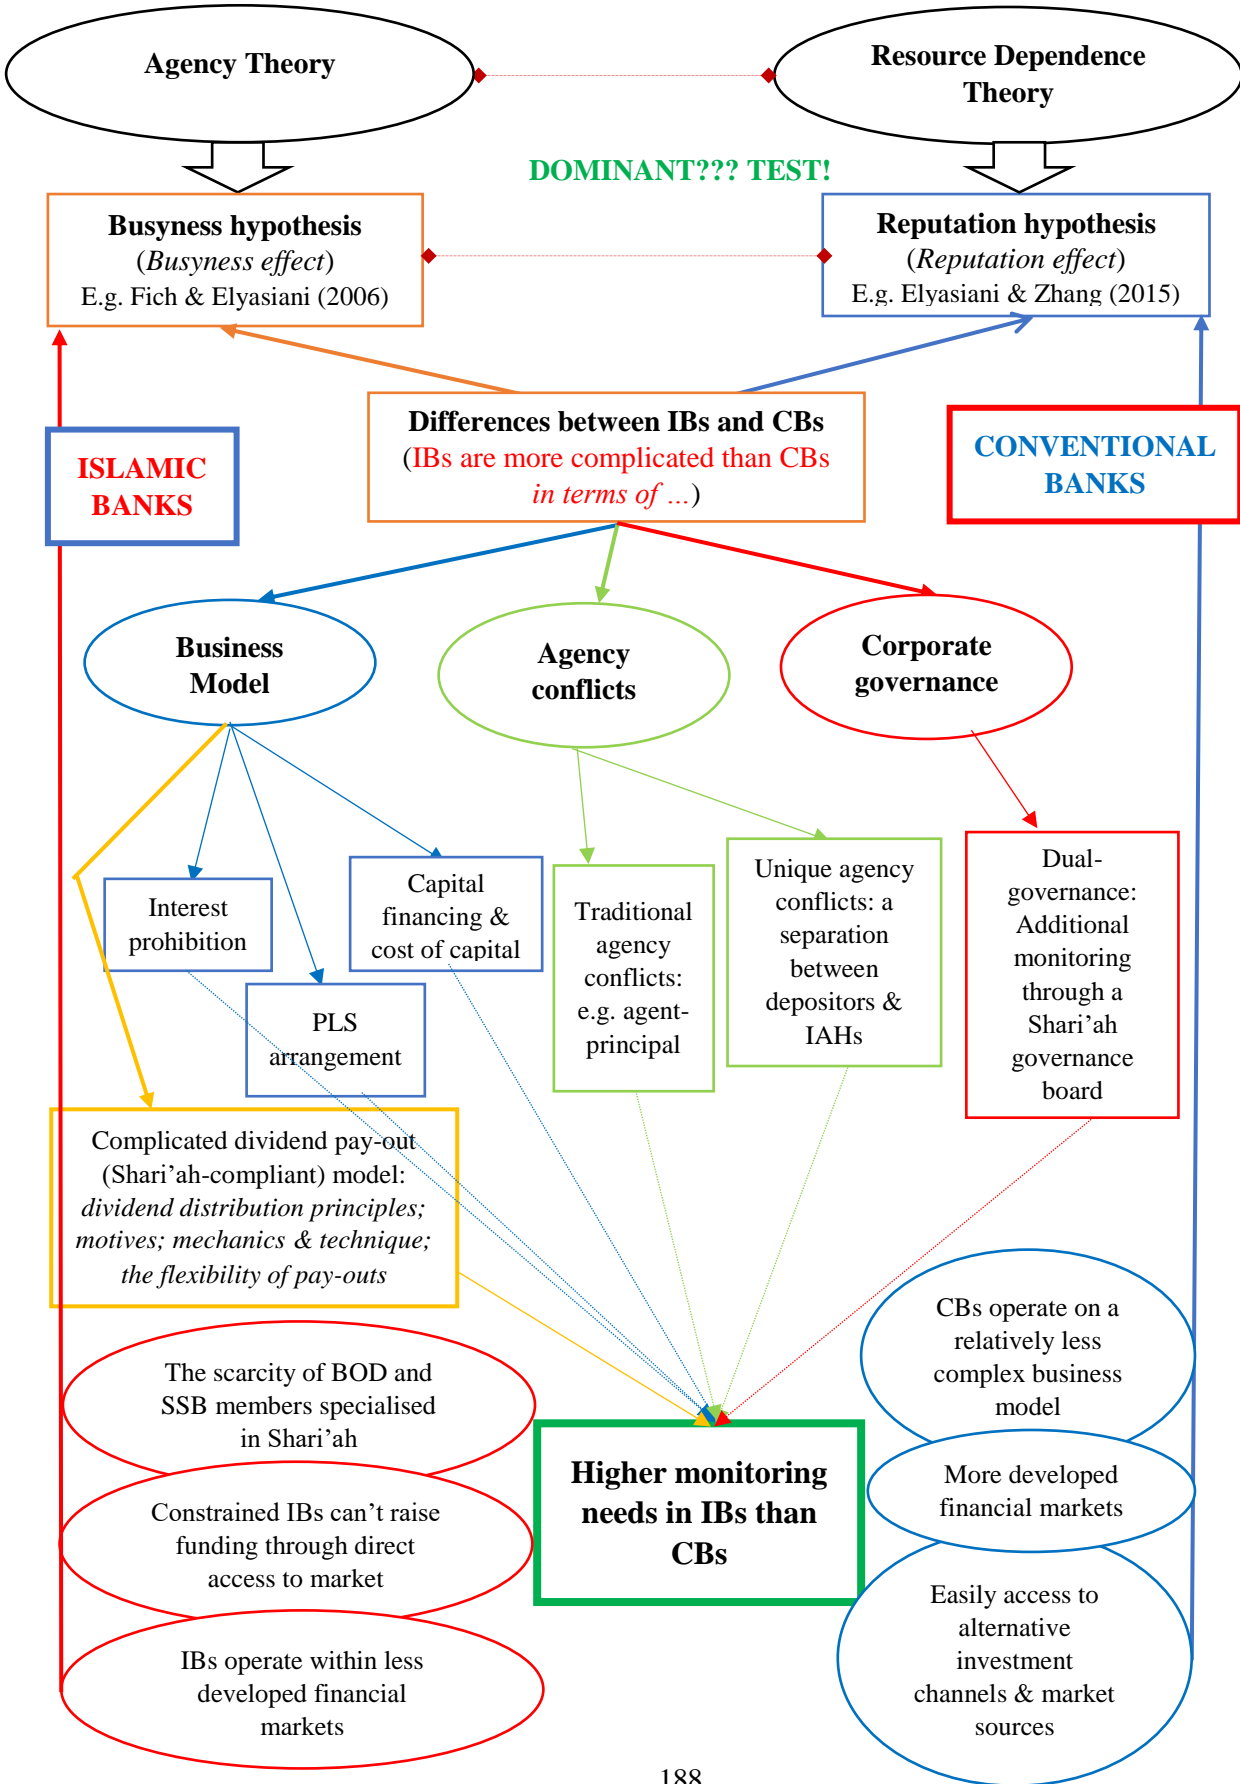 Agency Theory
Resource Dependence
Theory
DOMINANT??? TEST!
Busyness hypothesis
(Busyness effect)
E.g. Fich & Elyasiani (2006)
Reputation hypothesis
(Reputation effect)
E.g. Elyasiani & Zhang (2015)
Differences between IBs and CBs
(IBs are more complicated than CBs
in terms of …)
ISLAMIC
BANKS
CONVENTIONAL
BANKS
Business
Model
Agency
conflicts
Corporate
governance
Interest
prohibition
Capital
financing &
cost of capital
PLS
arrangement
Traditional
agency
conflicts:
e.g. agent-
principal
Unique agency
conflicts: a
separation
between
depositors &
IAHs
Dual-
governance:
Additional
monitoring
through a
Shari’ah
governance
board
Complicated dividend pay-out
(Shari’ah-compliant) model:
dividend distribution principles;
motives; mechanics & technique;
the flexibility of pay-outs
The scarcity of BOD and
SSB members specialised
in Shari’ah
Constrained IBs can’t raise
funding through direct
access to market
IBs operate within less
developed financial
markets
Higher monitoring
needs in IBs than
CBs
CBs operate on a
relatively less
complex business
model
More developed
financial markets
Easily access to
alternative
investment
channels & market
sources
188